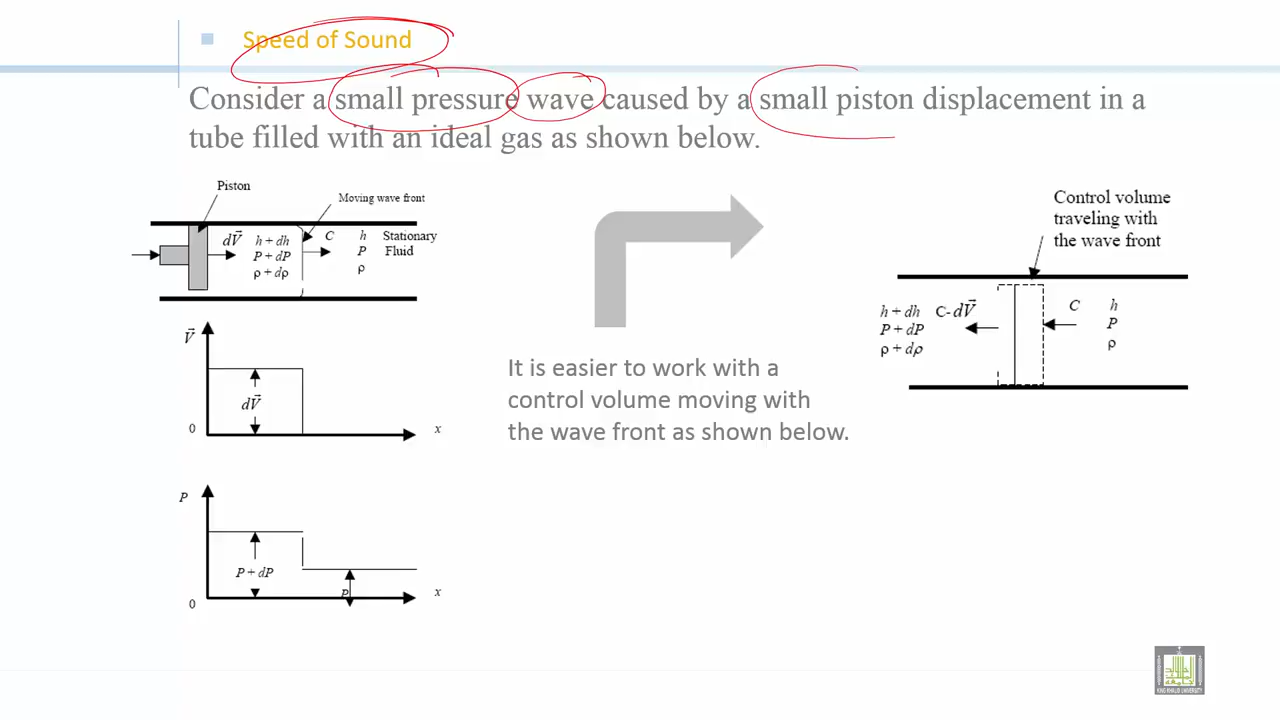 Speed of Sound
Consider a small pressure wave caused by a small piston displacement in a
tube filled with an ideal gas as shown below.
Piston
Moving wave front
dV⃗
h + dh
P + dP
ρ + dρ
C
h
P
ρ
Stationary
Fluid
V⃗
dV⃗
0
x
P
P + dP
P
0
x
It is easier to work with a
control volume moving with
the wave front as shown below.
Control volume
traveling with
the wave front
h + dh
P + dP
ρ + dρ
C- dV⃗
C
h
P
ρ
KING KHALID UNIVERSITY